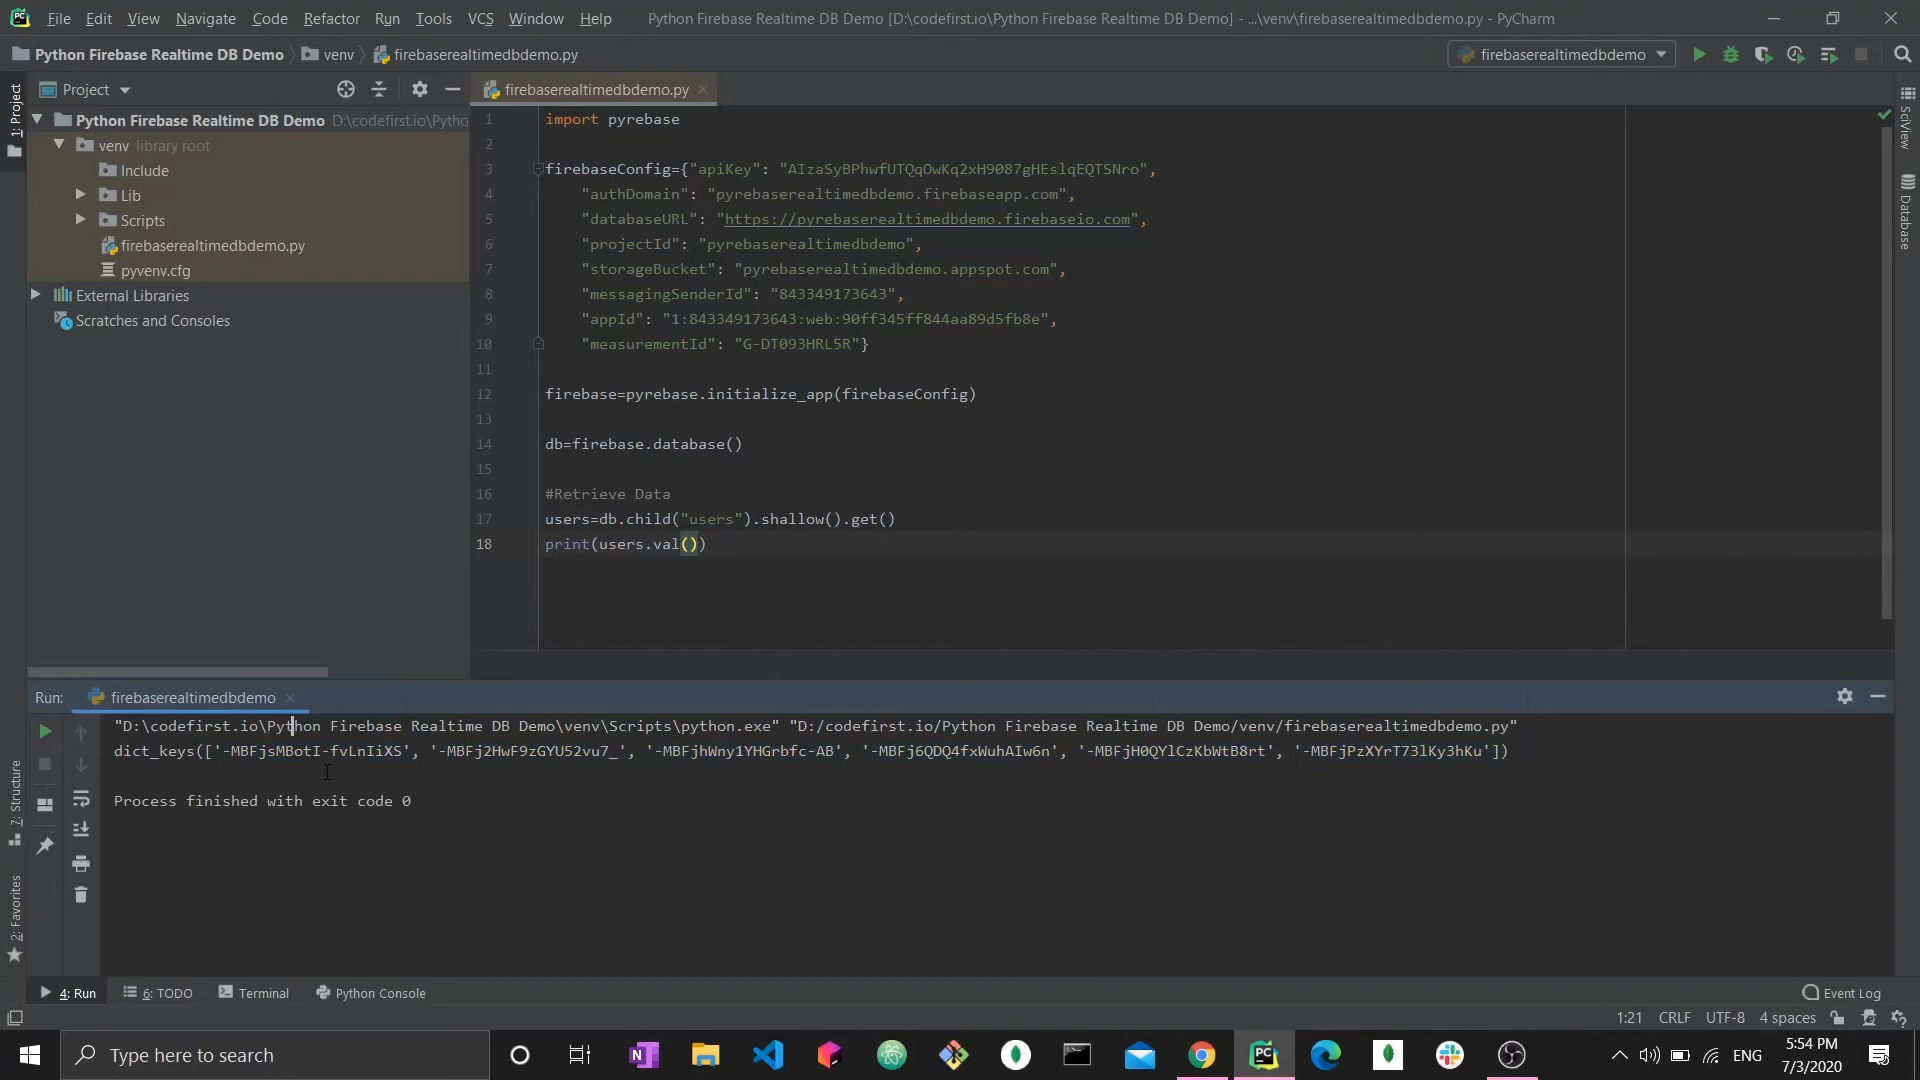 File Edit View Navigate Code Refactor Run Tools VCS Window Help Python Firebase Realtime DB Demo [D:\codefirst.io\Python Firebase Realtime DB Demo] - ...\venv\firebaserealtimedbdemo.py - PyCharm
Python Firebase Realtime DB Demo venv firebaserealtimedbdemo.py firebaserealtimedbdemo
1: Project
Project
Python Firebase Realtime DB Demo D:\codefirst.io\Pytho
venv library root
Include
Lib
Scripts
firebaserealtimedbdemo.py
pyvenv.cfg
External Libraries
Scratches and Consoles
firebaserealtimedbdemo.py
1 import pyrebase
2
3 firebaseConfig={"apiKey": "AIzaSyBPhwfUTQqOwKq2xH9087gHEslqEQTSNro",
4 "authDomain": "pyrebaserealtimedbdemo.firebaseapp.com",
5 "databaseURL": "https://pyrebaserealtimedbdemo.firebaseio.com",
6 "projectId": "pyrebaserealtimedbdemo",
7 "storageBucket": "pyrebaserealtimedbdemo.appspot.com",
8 "messagingSenderId": "843349173643",
9 "appId": "1:843349173643:web:90ff345ff844aa89d5fb8e",
10 "measurementId": "G-DT093HRL5R"}
11
12 firebase=pyrebase.initialize_app(firebaseConfig)
13
14 db=firebase.database()
15
16 #Retrieve Data
17 users=db.child("users").shallow().get()
18 print(users.val())
SciView
Database
Run: firebaserealtimedbdemo
"D:\codefirst.io\Python Firebase Realtime DB Demo\venv\Scripts\python.exe" "D:/codefirst.io/Python Firebase Realtime DB Demo/venv/firebaserealtimedbdemo.py"
dict_keys(['-MBFjsMBotI-fvLnIiXS', '-MBFj2HwF9zGYU52vu7_', '-MBFjhWny1YHGrbfc-AB', '-MBFj6QDQ4fxWuhAIw6n', '-MBFjH0QYlCzKbWtB8rt', '-MBFjPzXYrT73lKy3hKu'])
Process finished with exit code 0
7: Structure
2: Favorites
4: Run 6: TODO Terminal Python Console Event Log
1:21 CRLF UTF-8 4 spaces
Type here to search
ENG
5:54 PM
7/3/2020